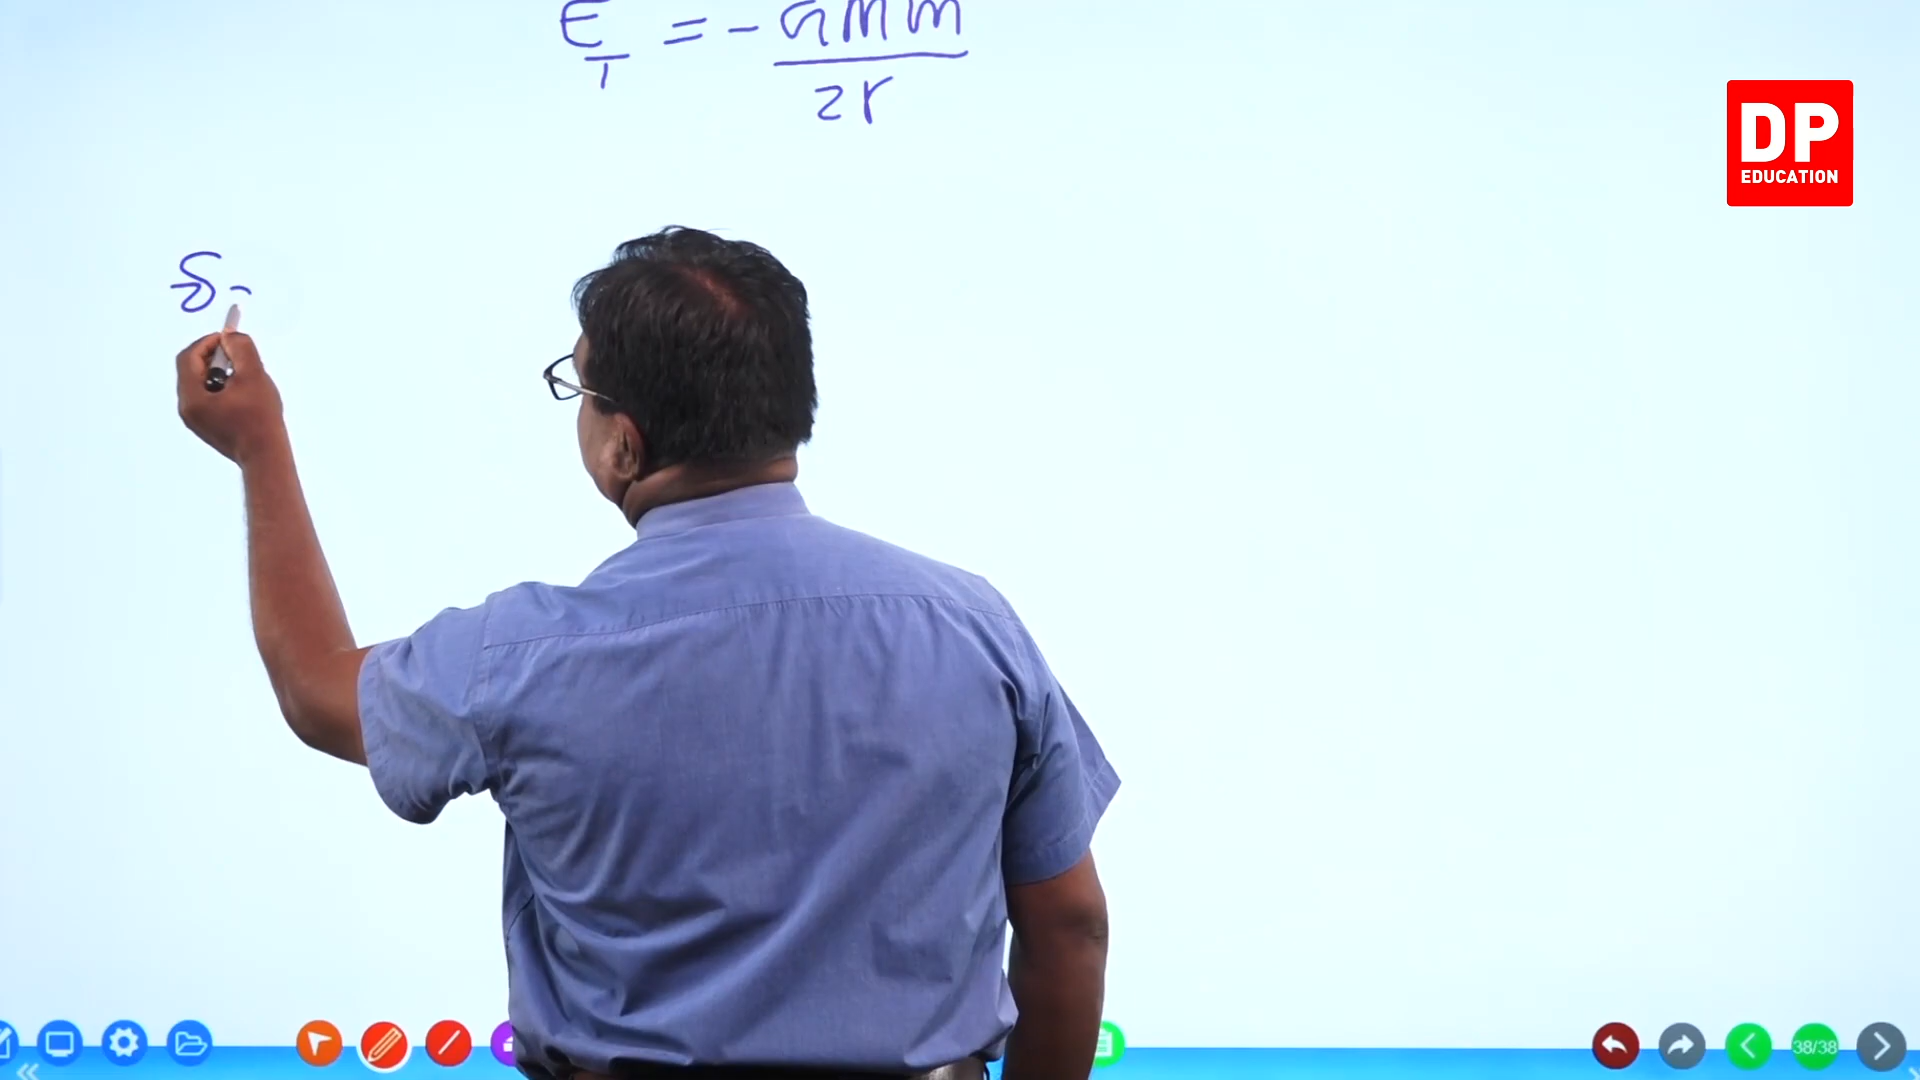 E_T = - GMm / 2r
DP
EDUCATION
38/38